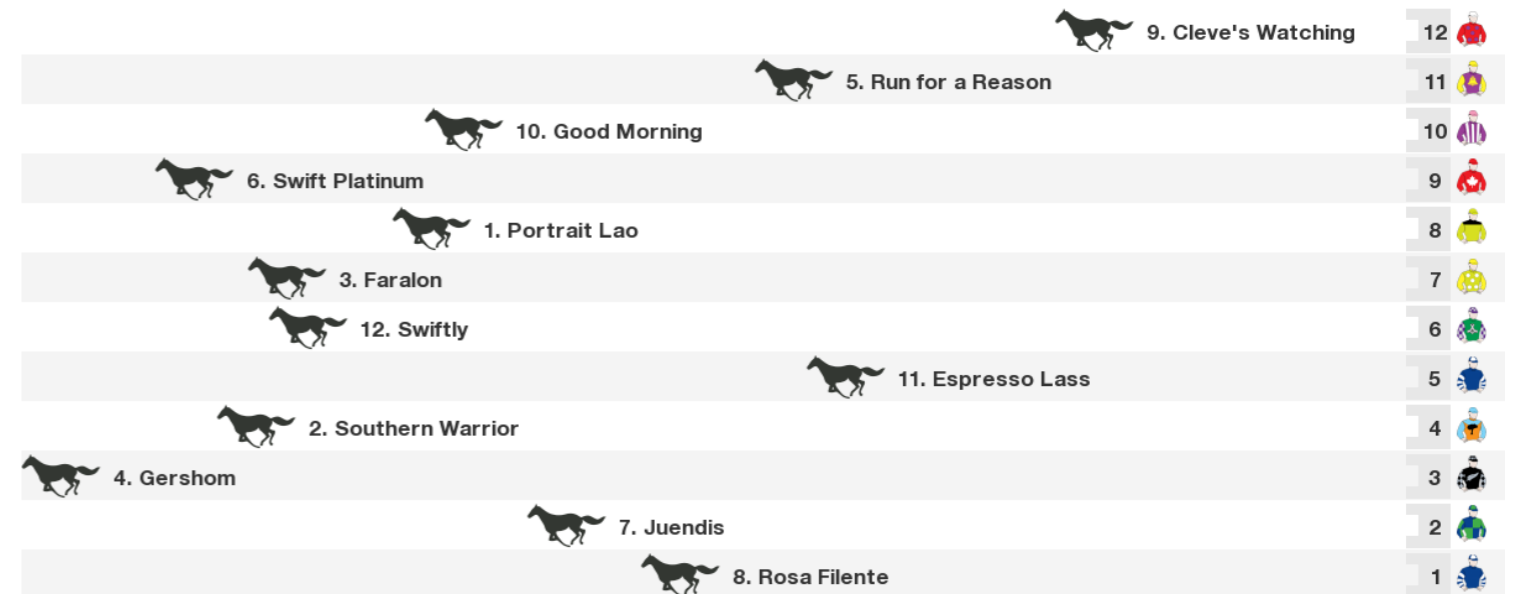 9. Cleve's Watching 12
5. Run for a Reason 11
10. Good Morning 10
6. Swift Platinum 9
1. Portrait Lao 8
3. Faralon 7
12. Swiftly 6
11. Espresso Lass 5
2. Southern Warrior 4
4. Gershom 3
7. Juendis 2
8. Rosa Filente 1